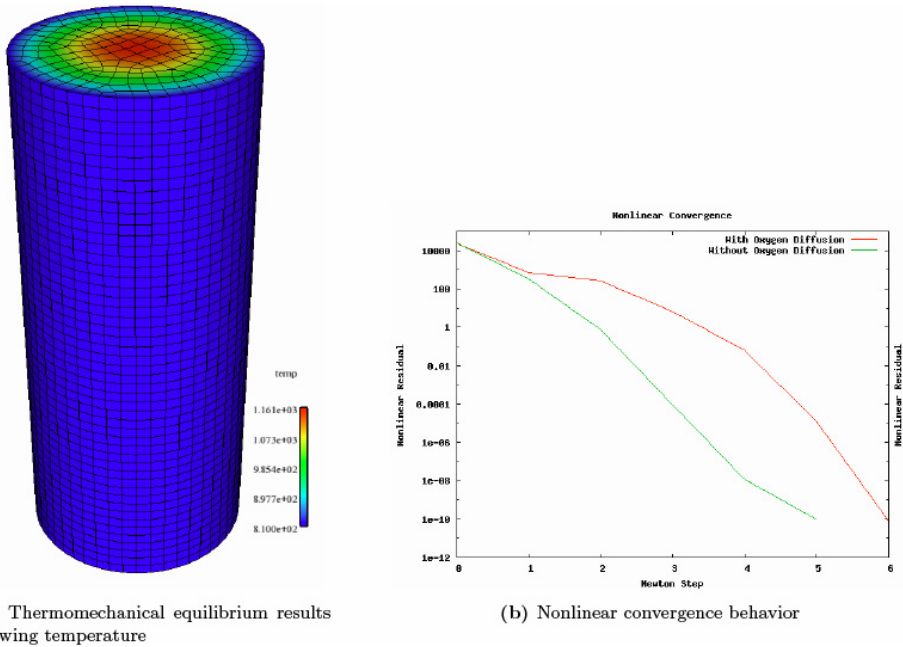 temp
1.161e+03
1.073e+03
9.854e+02
8.977e+02
8.100e+02
Thermomechanical equilibrium results
wing temperature
Nonlinear Convergence
With Oxygen Diffusion
Without Oxygen Diffusion
10000
100
1
0.01
0.0001
1e-06
1e-08
1e-10
1e-12
Nonlinear Residual
Nonlinear Residual
0 1 2 3 4 5 6
Newton Step
(b) Nonlinear convergence behavior